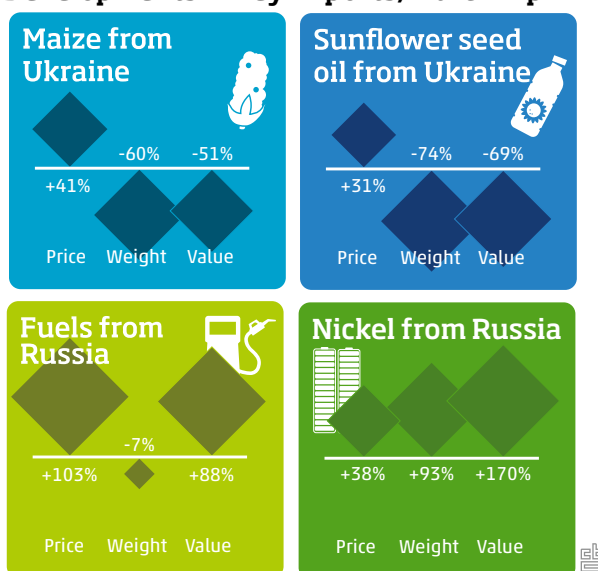 Maize from
Ukraine
-60% -51%
+41%
Price Weight Value
Sunflower seed
oil from Ukraine
-74% -69%
+31%
Price Weight Value
Fuels from
Russia
-7%
+103% +88%
Price Weight Value
Nickel from Russia
+38% +93% +170%
Price Weight Value